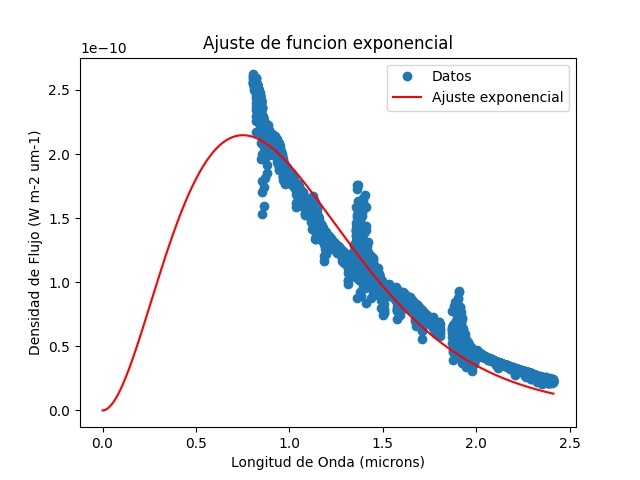 Ajuste de funcion exponencial
1e−10
Datos
Ajuste exponencial
Densidad de Flujo (W m-2 um-1)
2.5
2.0
1.5
1.0
0.5
0.0
0.0 0.5 1.0 1.5 2.0 2.5
Longitud de Onda (microns)